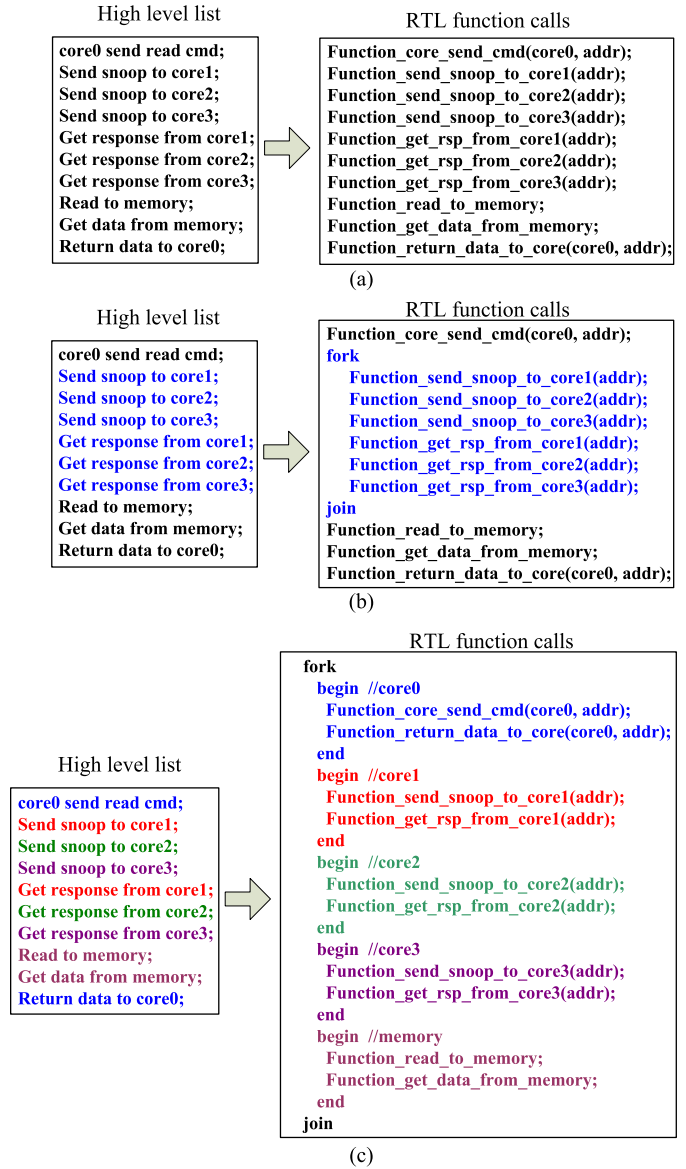 High level list
core0 send read cmd;
Send snoop to core1;
Send snoop to core2;
Send snoop to core3;
Get response from core1;
Get response from core2;
Get response from core3;
Read to memory;
Get data from memory;
Return data to core0;
RTL function calls
Function_core_send_cmd(core0, addr);
Function_send_snoop_to_core1(addr);
Function_send_snoop_to_core2(addr);
Function_send_snoop_to_core3(addr);
Function_get_rsp_from_core1(addr);
Function_get_rsp_from_core2(addr);
Function_get_rsp_from_core3(addr);
Function_read_to_memory;
Function_get_data_from_memory;
Function_return_data_to_core(core0, addr);
(a)
High level list
core0 send read cmd;
Send snoop to core1;
Send snoop to core2;
Send snoop to core3;
Get response from core1;
Get response from core2;
Get response from core3;
Read to memory;
Get data from memory;
Return data to core0;
RTL function calls
Function_core_send_cmd(core0, addr);
fork
Function_send_snoop_to_core1(addr);
Function_send_snoop_to_core2(addr);
Function_send_snoop_to_core3(addr);
Function_get_rsp_from_core1(addr);
Function_get_rsp_from_core2(addr);
Function_get_rsp_from_core3(addr);
join
Function_read_to_memory;
Function_get_data_from_memory;
Function_return_data_to_core(core0, addr);
(b)
High level list
core0 send read cmd;
Send snoop to core1;
Send snoop to core2;
Send snoop to core3;
Get response from core1;
Get response from core2;
Get response from core3;
Read to memory;
Get data from memory;
Return data to core0;
RTL function calls
fork
begin //core0
Function_core_send_cmd(core0, addr);
Function_return_data_to_core(core0, addr);
end
begin //core1
Function_send_snoop_to_core1(addr);
Function_get_rsp_from_core1(addr);
end
begin //core2
Function_send_snoop_to_core2(addr);
Function_get_rsp_from_core2(addr);
end
begin //core3
Function_send_snoop_to_core3(addr);
Function_get_rsp_from_core3(addr);
end
begin //memory
Function_read_to_memory;
Function_get_data_from_memory;
end
join
(c)